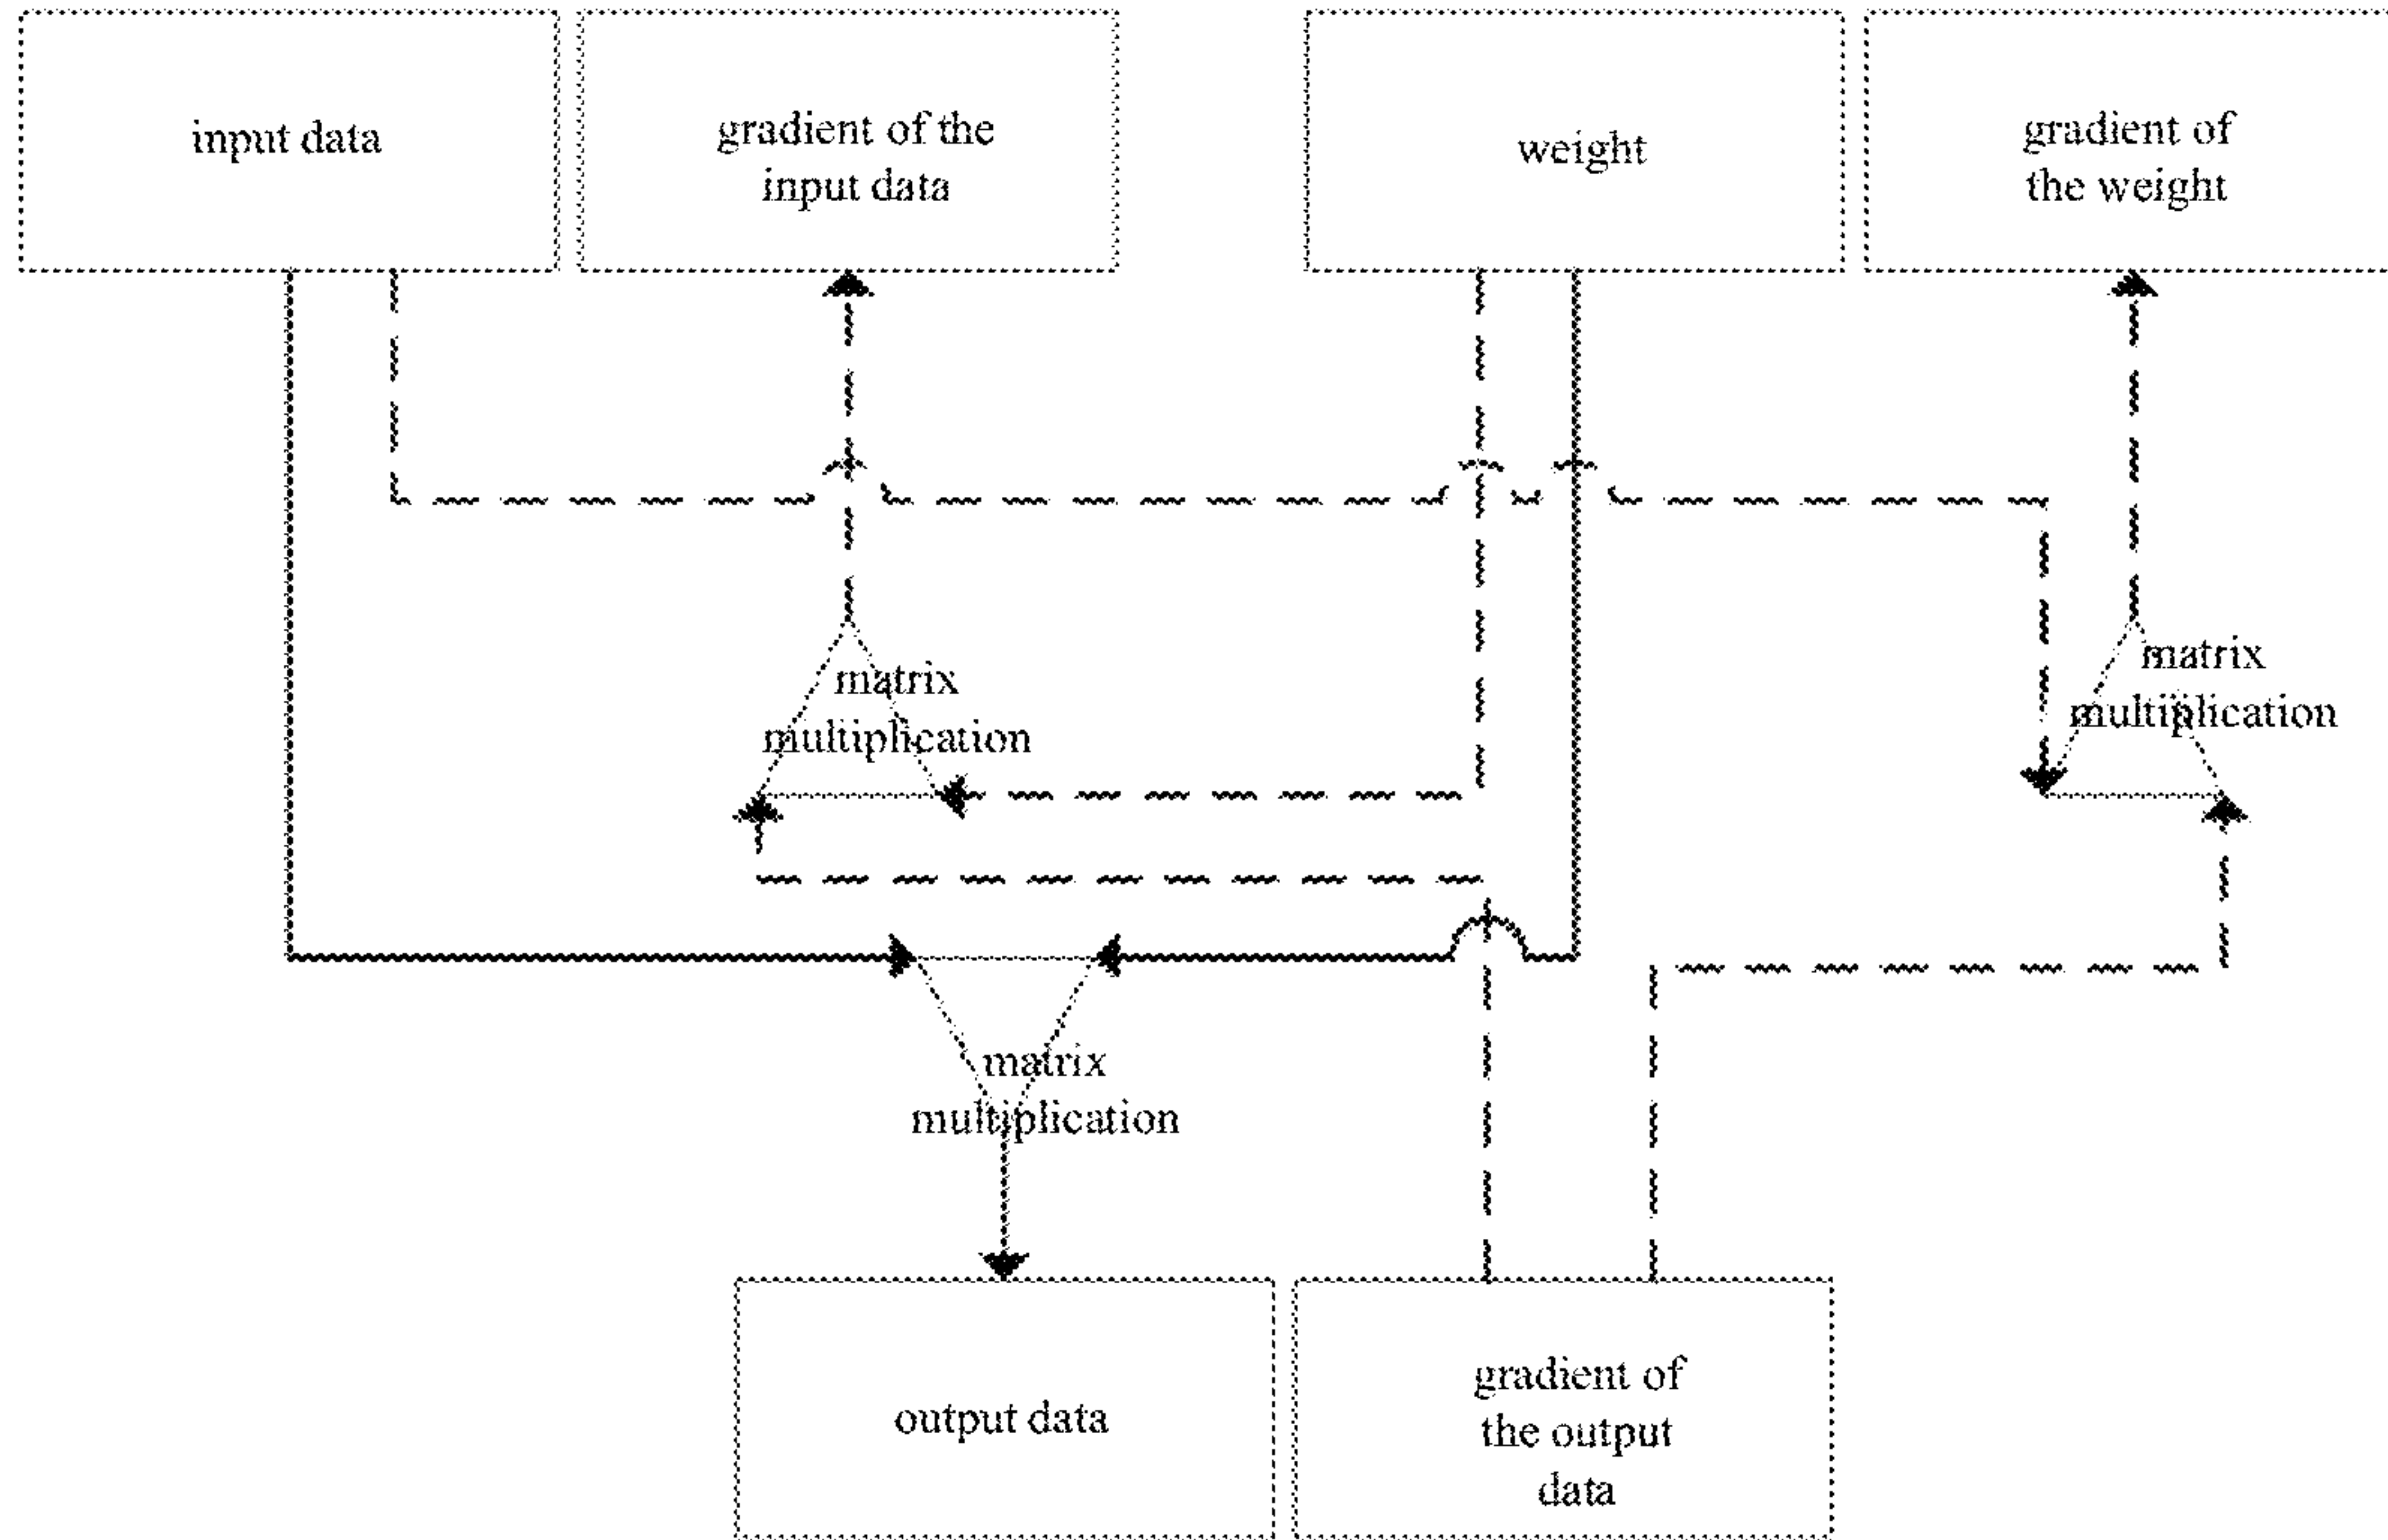 input data
gradient of the
input data
weight
gradient of
the weight
matrix
multiplication
matrix
multiplication
matrix
multiplication
output data
gradient of
the output
data